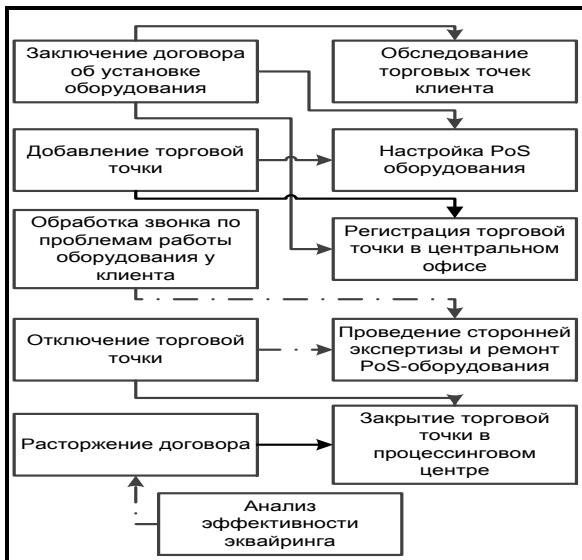 Заключение договора
об установке
оборудования
Обследование
торговых точек
клиента
Добавление торговой
точки
Настройка PoS
оборудования
Обработка звонка по
проблемам работы
оборудования у
клиента
Регистрация торговой
точки в центральном
офисе
Отключение торговой
точки
Проведение сторонней
экспертизы и ремонт
PoS-оборудования
Расторжение договора
Закрытие торговой
точки в
процессинговом
центре
Анализ
эффективности
эквайринга